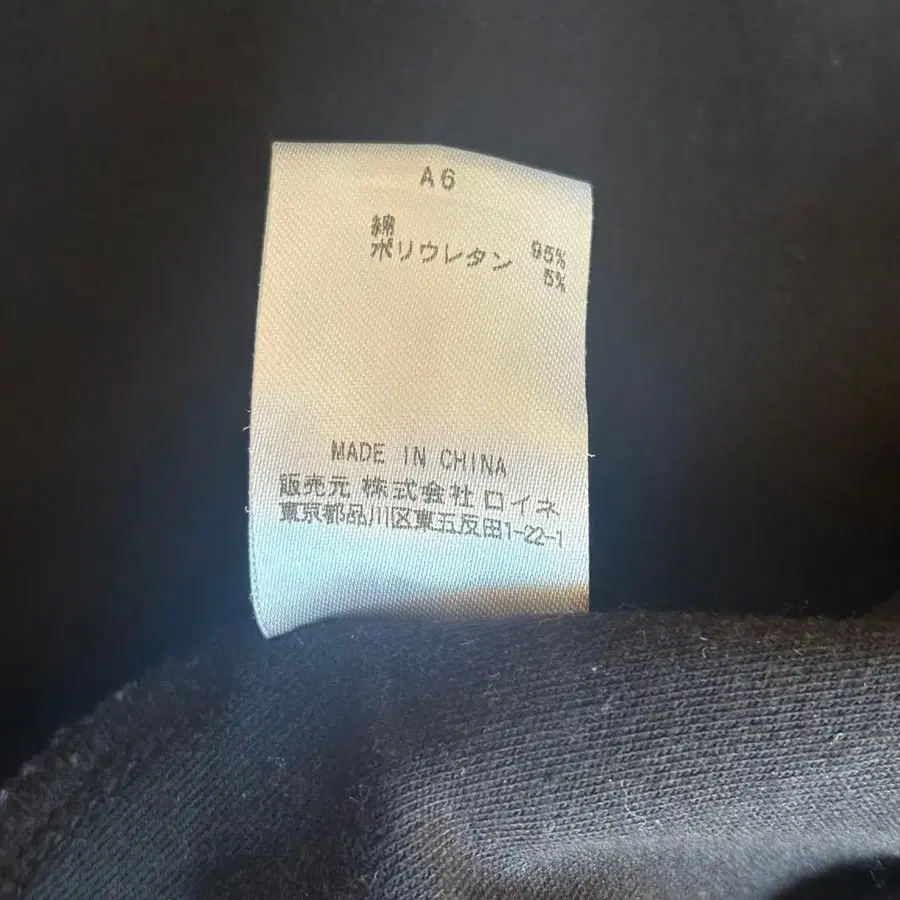 A6
綿 95%
ポリウレタン 5%
MADE IN CHINA
販売元 株式会社 ロイネ
東京都品川区東五反田1-22-1